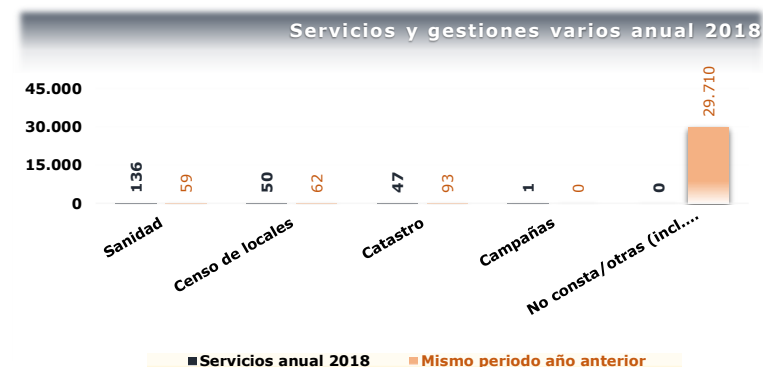 Servicios y gestiones varios anual 2018
45.000
30.000
15.000
0
136
59
50
62
47
93
1
0
0
29.710
Sanidad
Censo de locales
Catastro
Campañas
No consta/otras (incl....
Servicios anual 2018
Mismo periodo año anterior